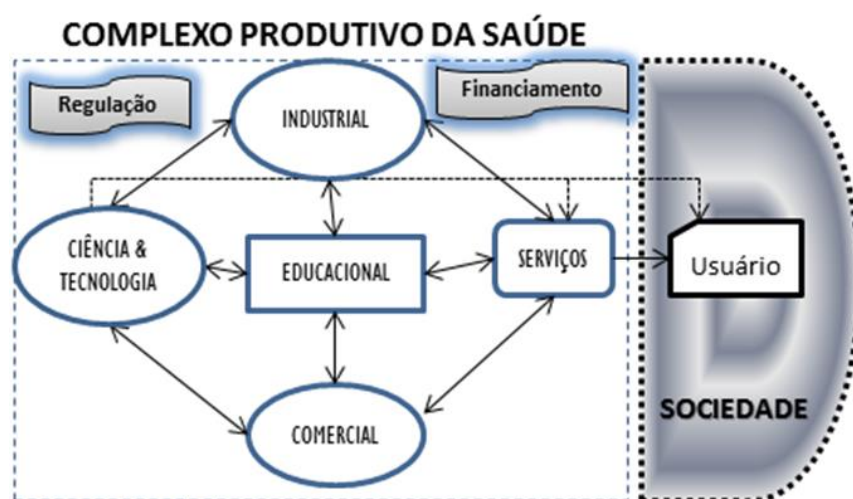 COMPLEXO PRODUTIVO DA SAÚDE
Regulação
Financiamento
INDUSTRIAL
CIÊNCIA &
TECNOLOGIA
EDUCACIONAL
SERVIÇOS
Usuário
COMERCIAL
SOCIEDADE